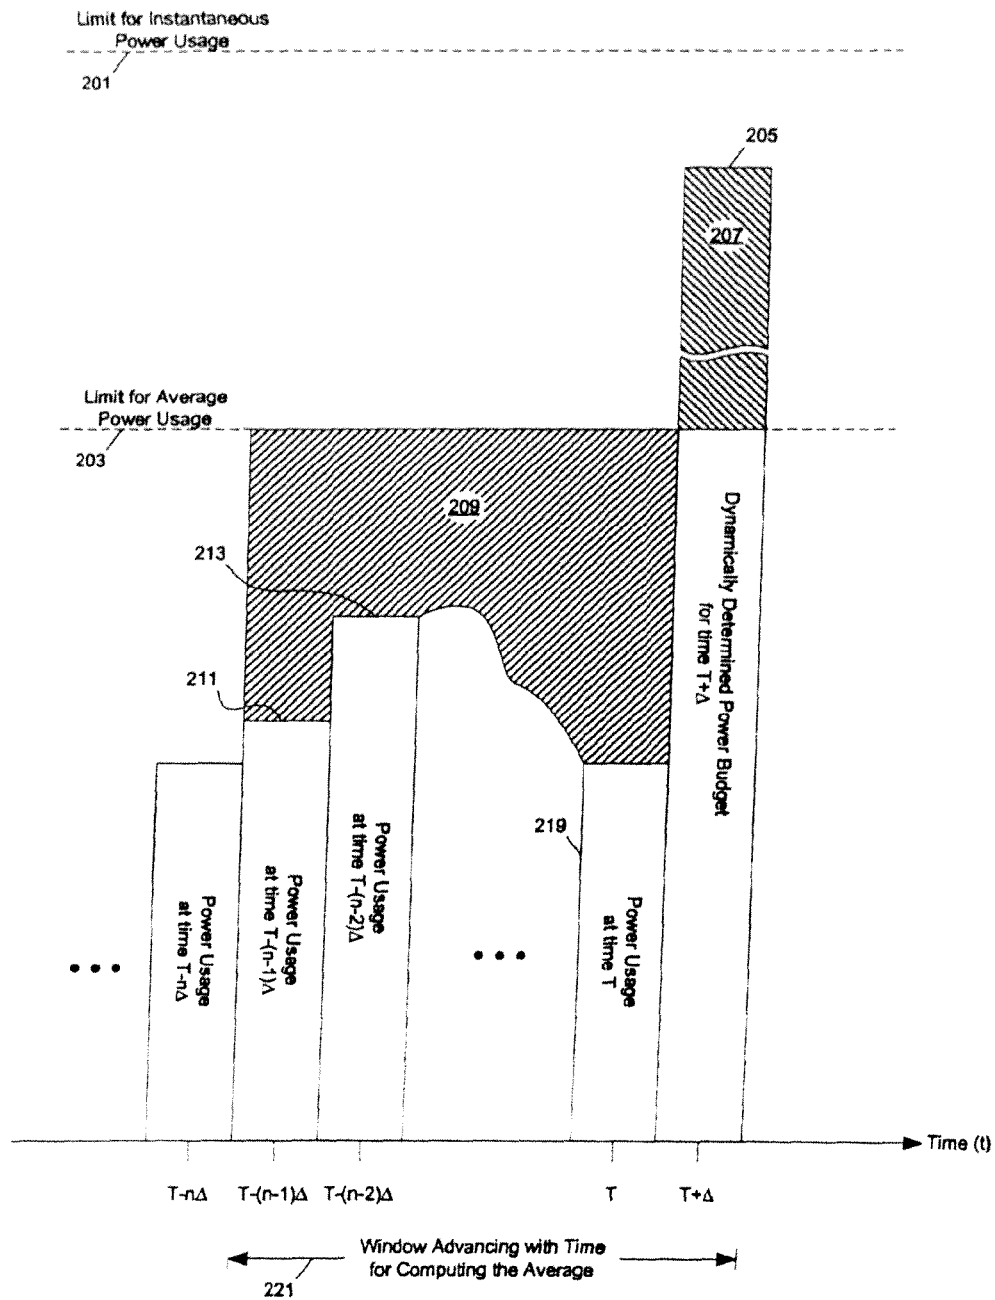 Limit for Instantaneous
Power Usage
201
205
207
Limit for Average
Power Usage
203
209
213
211
219
Power Usage
at time T-nΔ
Power Usage
at time T-(n-1)Δ
Power Usage
at time T-(n-2)Δ
Power Usage
at time T
Dynamically Determined Power Budget
for time T+Δ
Time (t)
T-nΔ
T-(n-1)Δ
T-(n-2)Δ
T
T+Δ
Window Advancing with Time
for Computing the Average
221